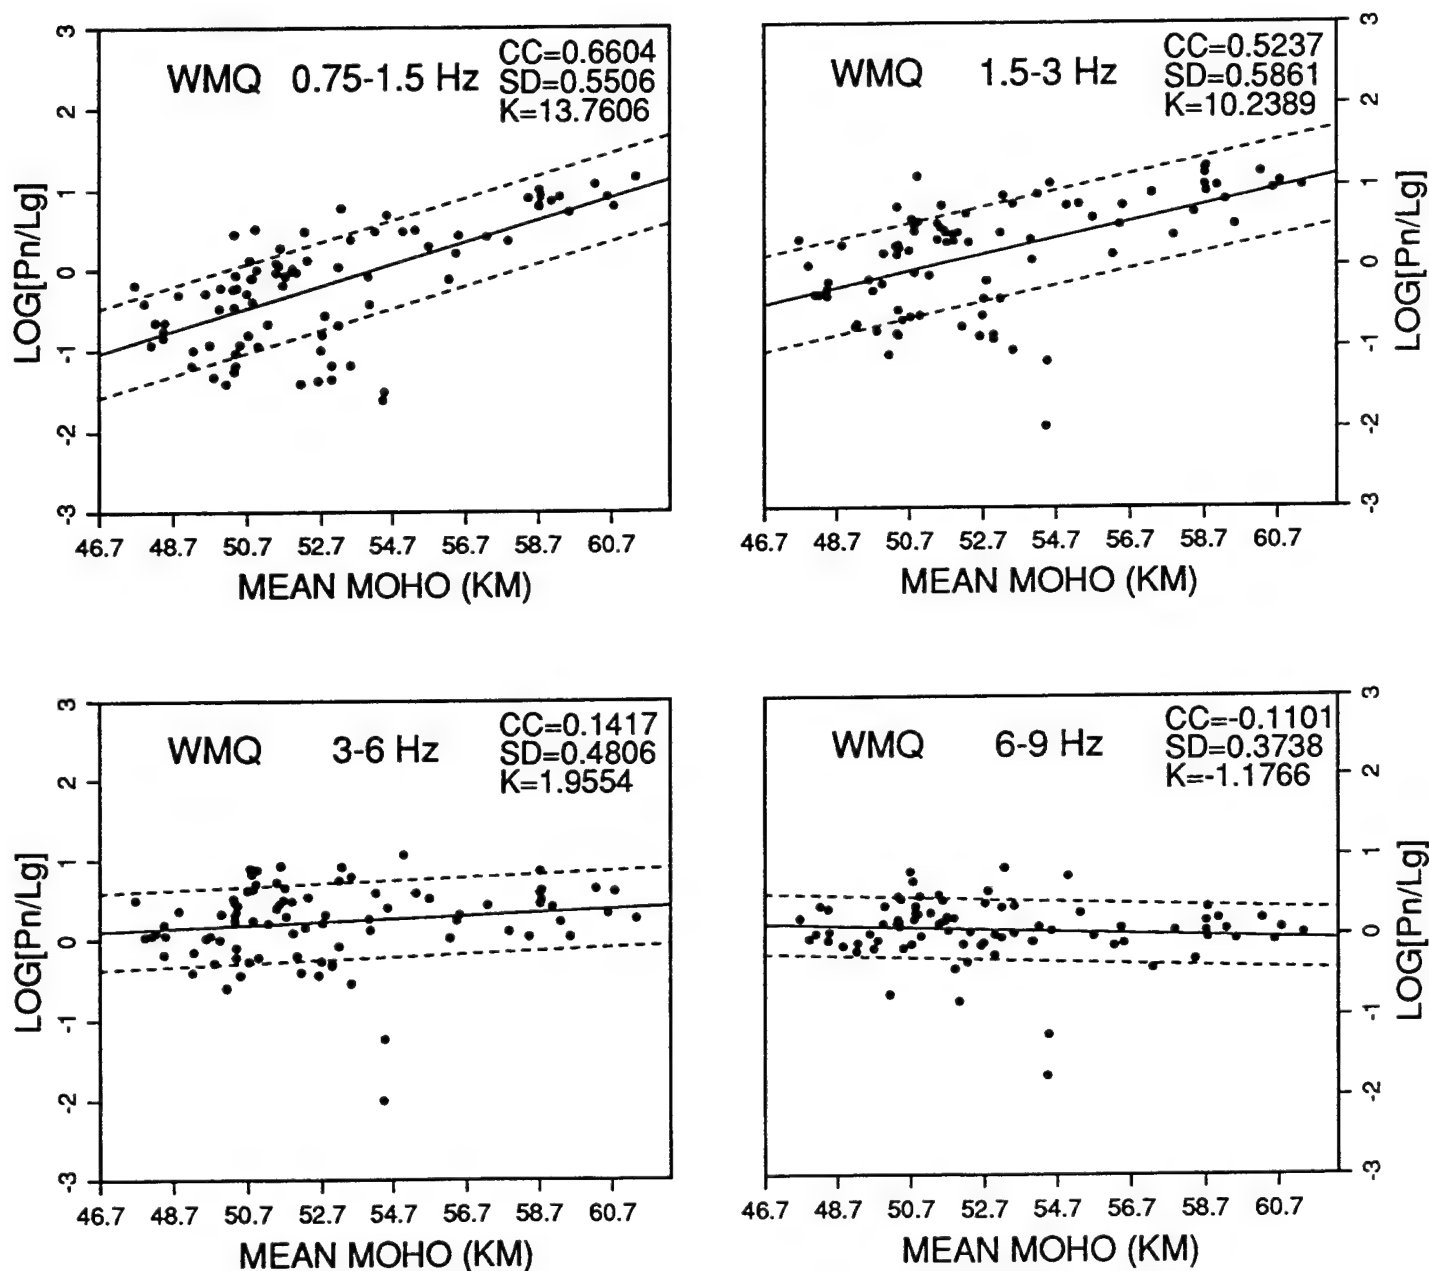 WMQ 0.75-1.5 Hz
CC=0.6604
SD=0.5506
K=13.7606
LOG[Pn/Lg]
3
2
1
0
-1
-2
-3
46.7 48.7 50.7 52.7 54.7 56.7 58.7 60.7
MEAN MOHO (KM)
WMQ 1.5-3 Hz
CC=0.5237
SD=0.5861
K=10.2389
LOG[Pn/Lg]
3
2
1
0
-1
-2
-3
46.7 48.7 50.7 52.7 54.7 56.7 58.7 60.7
MEAN MOHO (KM)
WMQ 3-6 Hz
CC=0.1417
SD=0.4806
K=1.9554
LOG[Pn/Lg]
3
2
1
0
-1
-2
-3
46.7 48.7 50.7 52.7 54.7 56.7 58.7 60.7
MEAN MOHO (KM)
WMQ 6-9 Hz
CC=-0.1101
SD=0.3738
K=-1.1766
LOG[Pn/Lg]
3
2
1
0
-1
-2
-3
46.7 48.7 50.7 52.7 54.7 56.7 58.7 60.7
MEAN MOHO (KM)